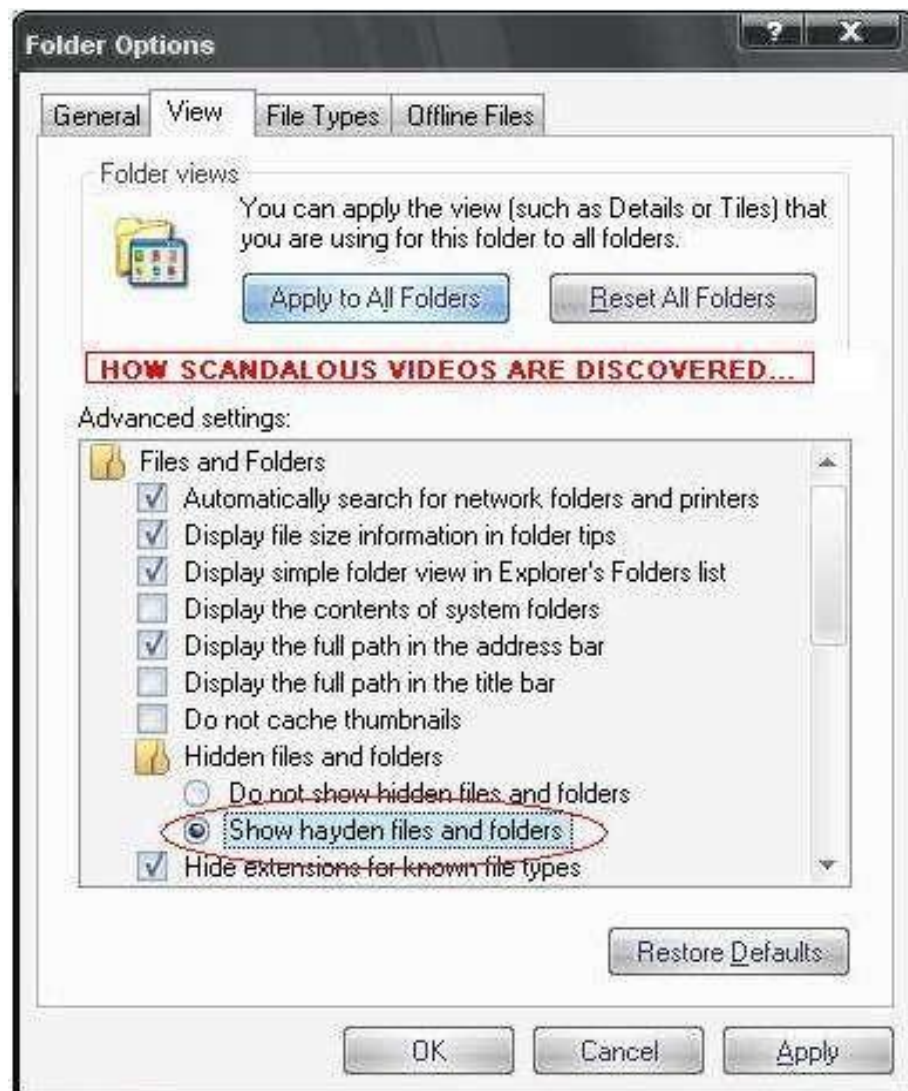 Folder Options
General View File Types Offline Files
Folder views
You can apply the view (such as Details or Tiles) that
you are using for this folder to all folders.
Apply to All Folders Reset All Folders
HOW SCANDALOUS VIDEOS ARE DISCOVERED...
Advanced settings:
Files and Folders
Automatically search for network folders and printers
Display file size information in folder tips
Display simple folder view in Explorer's Folders list
Display the contents of system folders
Display the full path in the address bar
Display the full path in the title bar
Do not cache thumbnails
Hidden files and folders
Do not show hidden files and folders
Show hayden files and folders
Hide extensions for known file types
Restore Defaults
OK Cancel Apply